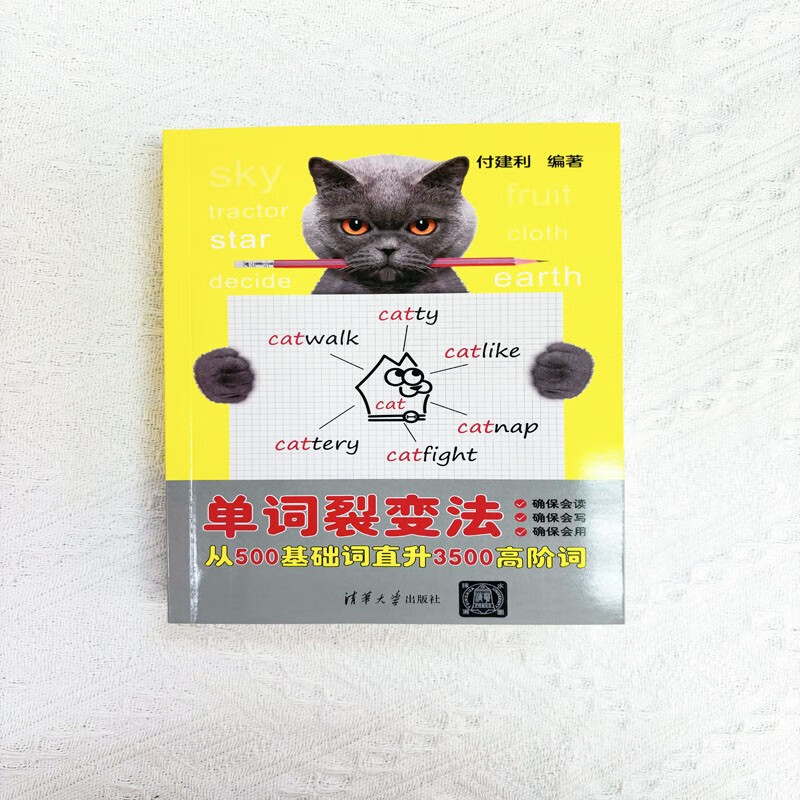 付建利 编著
sky
fruit
tractor
cloth
star
decide
earth
catty
catwalk
catlike
cat
catnap
cattery
catfight
单词裂变法
确保会读
确保会写
确保会用
从500基础词直升3500高阶词
清华大学出版社